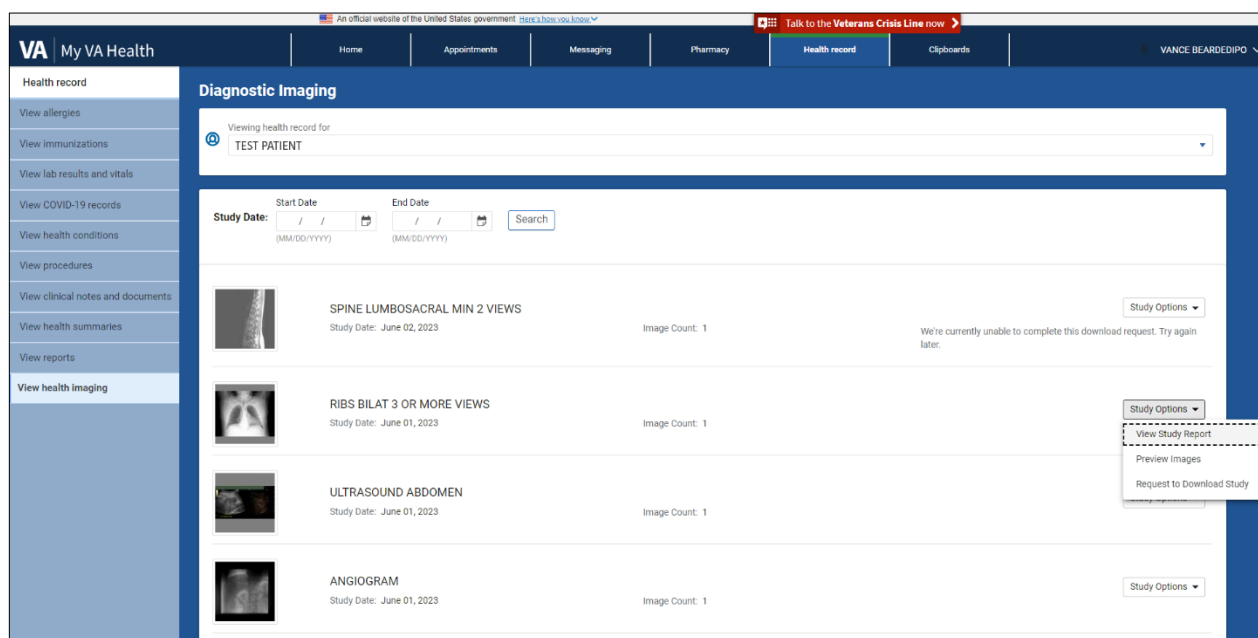 An official website of the United States government Here's how you know
Talk to the Veterans Crisis Line now
VA My VA Health
Home
Appointments
Messaging
Pharmacy
Health record
Clipboards
VANCE BEARDEDIPO
Health record
View allergies
View immunizations
View lab results and vitals
View COVID-19 records
View health conditions
View procedures
View clinical notes and documents
View health summaries
View reports
View health imaging
Diagnostic Imaging
Viewing health record for
TEST PATIENT
Start Date
End Date
Study Date:
/ /
/ /
Search
(MM/DD/YYYY)
(MM/DD/YYYY)
SPINE LUMBOSACRAL MIN 2 VIEWS
Study Date: June 02, 2023
Image Count: 1
Study Options
We're currently unable to complete this download request. Try again
later.
RIBS BILAT 3 OR MORE VIEWS
Study Date: June 01, 2023
Image Count: 1
Study Options
View Study Report
Preview Images
Request to Download Study
ULTRASOUND ABDOMEN
Study Date: June 01, 2023
Image Count: 1
ANGIOGRAM
Study Date: June 01, 2023
Image Count: 1
Study Options